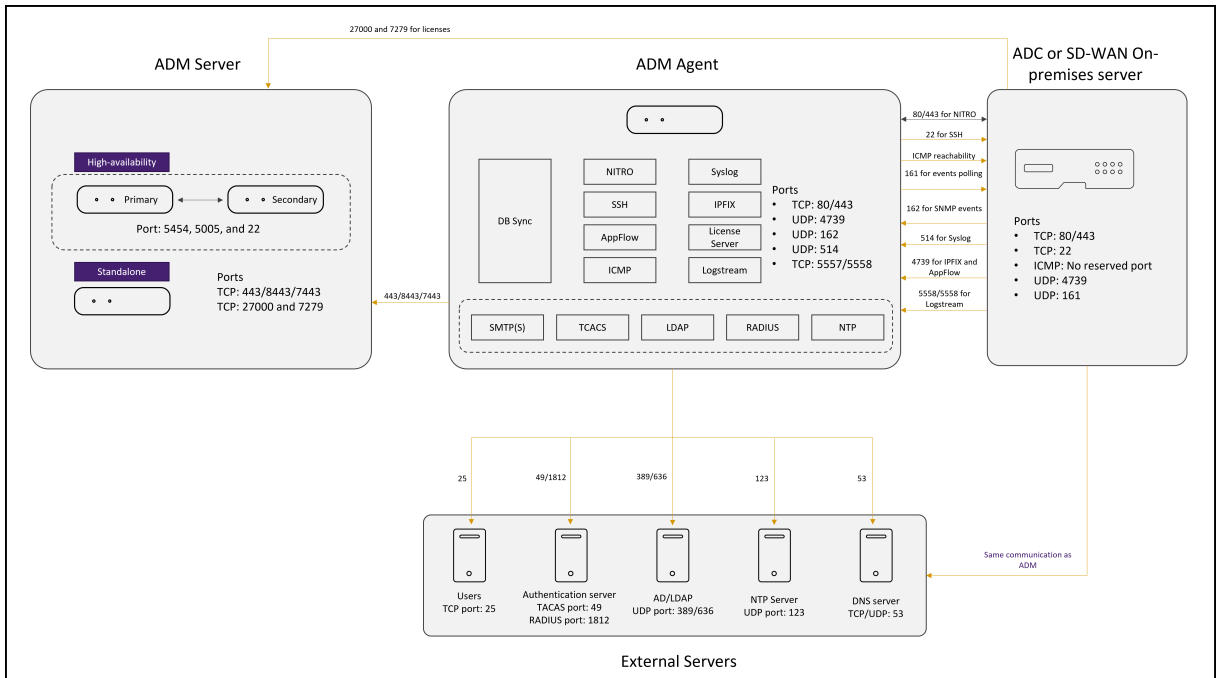 27000 and 7279 for licenses
ADM Server
ADM Agent
ADC or SD-WAN On-
premises server
High-availability
Primary
Secondary
Port: 5454, 5005, and 22
Standalone
Ports
TCP: 443/8443/7443
TCP: 27000 and 7279
443/8443/7443
DB Sync
NITRO
SSH
AppFlow
ICMP
Syslog
IPFIX
License
Server
Logstream
Ports
• TCP: 80/443
• UDP: 4739
• UDP: 162
• UDP: 514
• TCP: 5557/5558
SMTP(S)
TCACS
LDAP
RADIUS
NTP
80/443 for NITRO
22 for SSH
ICMP reachability
161 for events polling
162 for SNMP events
514 for Syslog
4739 for IPFIX and
AppFlow
5558/5558 for
Logstream
Ports
• TCP: 80/443
• TCP: 22
• ICMP: No reserved port
• UDP: 4739
• UDP: 161
25
49/1812
389/636
123
53
Same communication as
ADM
Users
TCP port: 25
Authentication server
TACAS port: 49
RADIUS port: 1812
AD/LDAP
UDP port: 389/636
NTP Server
UDP port: 123
DNS server
TCP/UDP: 53
External Servers